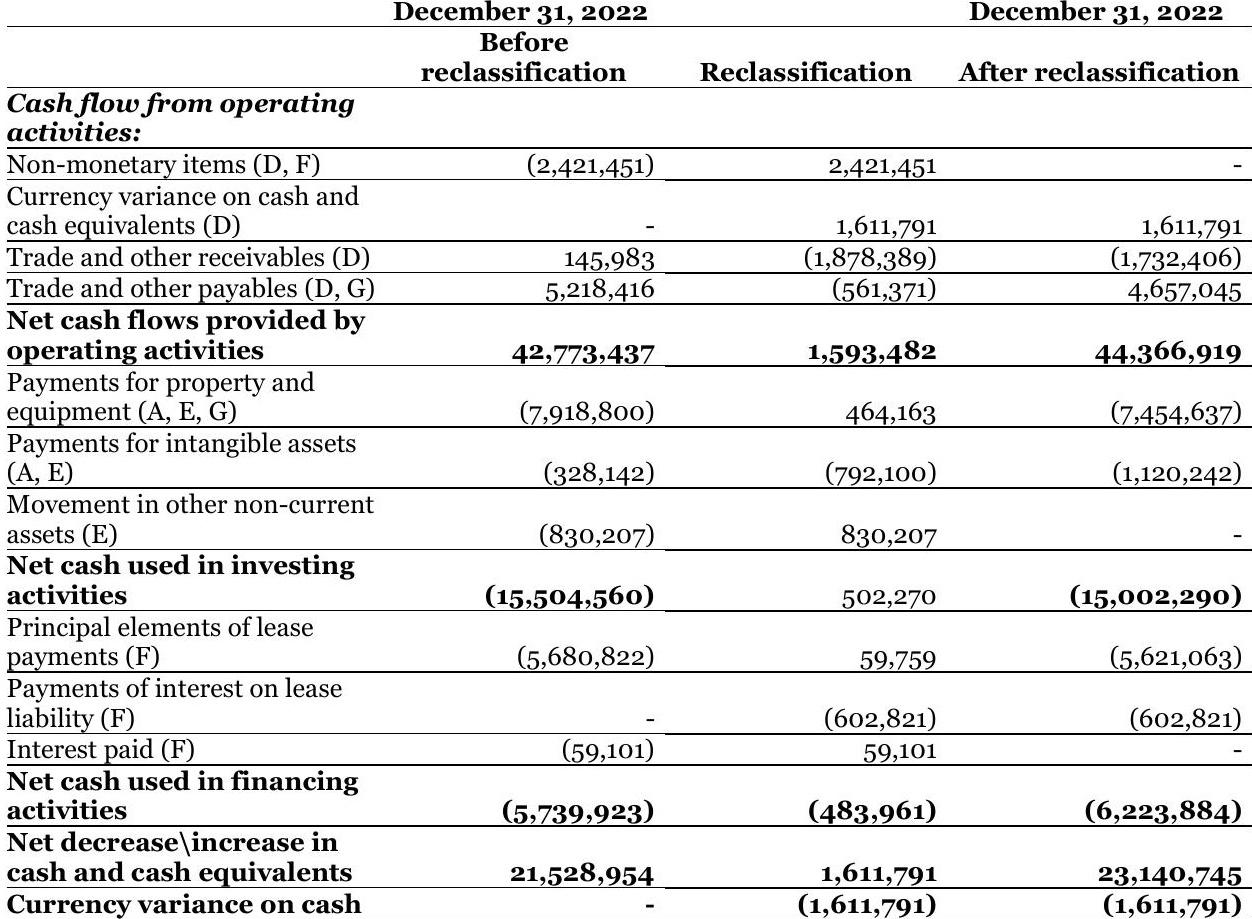 December 31, 2022 December 31, 2022
Before
reclassification Reclassification After reclassification
Cash flow from operating
activities:
Non-monetary items (D, F) (2,421,451) 2,421,451 -
Currency variance on cash and
cash equivalents (D) - 1,611,791 1,611,791
Trade and other receivables (D) 145,983 (1,878,389) (1,732,406)
Trade and other payables (D, G) 5,218,416 (561,371) 4,657,045
Net cash flows provided by
operating activities 42,773,437 1,593,482 44,366,919
Payments for property and
equipment (A, E, G) (7,918,800) 464,163 (7,454,637)
Payments for intangible assets
(A, E) (328,142) (792,100) (1,120,242)
Movement in other non-current
assets (E) (830,207) 830,207 -
Net cash used in investing
activities (15,504,560) 502,270 (15,002,290)
Principal elements of lease
payments (F) (5,680,822) 59,759 (5,621,063)
Payments of interest on lease
liability (F) - (602,821) (602,821)
Interest paid (F) (59,101) 59,101 -
Net cash used in financing
activities (5,739,923) (483,961) (6,223,884)
Net decrease\increase in
cash and cash equivalents 21,528,954 1,611,791 23,140,745
Currency variance on cash - (1,611,791) (1,611,791)